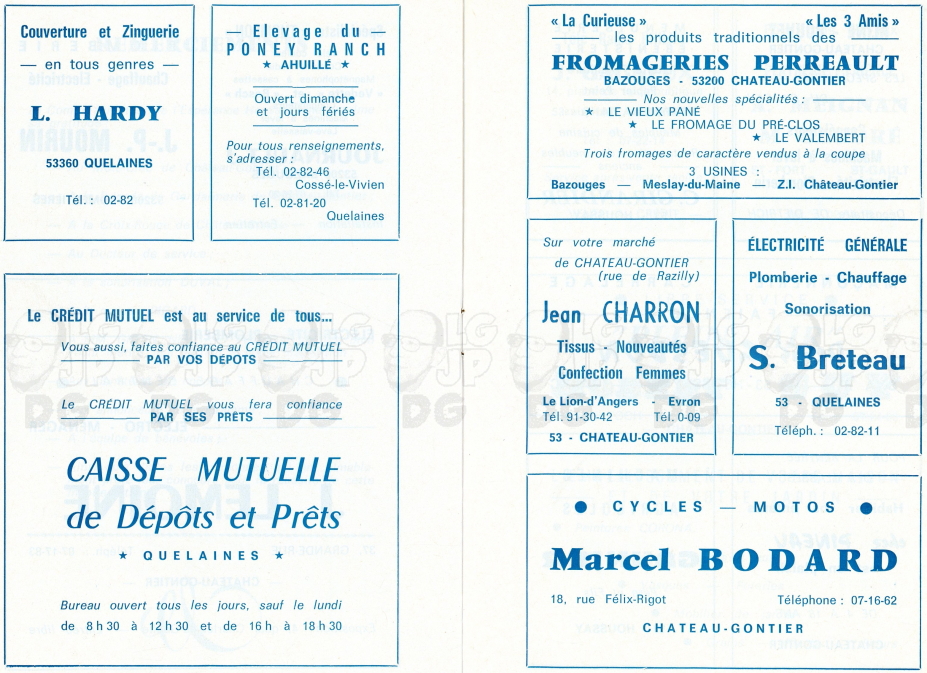 Couverture et Zinguerie
— en tous genres —
L. HARDY
53360 QUELAINES
Tél. : 02-82
Elevage du
PONEY RANCH
★ AHUILLÉ ★
Ouvert dimanche
et jours fériés
Pour tous renseignements,
s'adresser :
Tél. 02-82-46
Cossé-le-Vivien
Tél. 02-81-20
Quelaines
Le CRÉDIT MUTUEL est au service de tous...
Vous aussi, faites confiance au CRÉDIT MUTUEL
PAR VOS DÉPOTS
Le CRÉDIT MUTUEL vous fera confiance
PAR SES PRÊTS
CAISSE MUTUELLE
de Dépôts et Prêts
★ QUELAINES ★
Bureau ouvert tous les jours, sauf le lundi
de 8 h 30 à 12 h 30 et de 16 h à 18 h 30
« La Curieuse » « Les 3 Amis »
les produits traditionnels des
FROMAGERIES PERREAULT
BAZOUGES - 53200 CHATEAU-GONTIER
Nos nouvelles spécialités :
★ LE VIEUX PANÉ
★ LE FROMAGE DU PRÉ-CLOS
★ LE VALEMBERT
Trois fromages de caractère vendus à la coupe
3 USINES :
Bazouges — Meslay-du-Maine — Z.I. Château-Gontier
Sur votre marché
de CHATEAU-GONTIER
(rue de Razilly)
Jean CHARRON
Tissus - Nouveautés
Confection Femmes
Le Lion-d'Angers - Evron
Tél. 91-30-42 Tél. 0-09
53 - CHATEAU-GONTIER
ÉLECTRICITÉ GÉNÉRALE
Plomberie - Chauffage
Sonorisation
S. Breteau
53 - QUELAINES
Téléph. : 02-82-11
● CYCLES — MOTOS ●
Marcel BODARD
18, rue Félix-Rigot Téléphone : 07-16-62
CHATEAU-GONTIER
LG JP DG